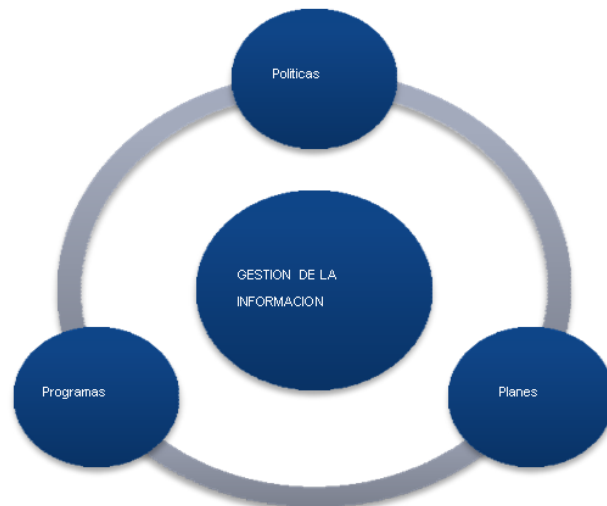 Politicas
GESTION DE LA
INFORMACION
Programas
Planes